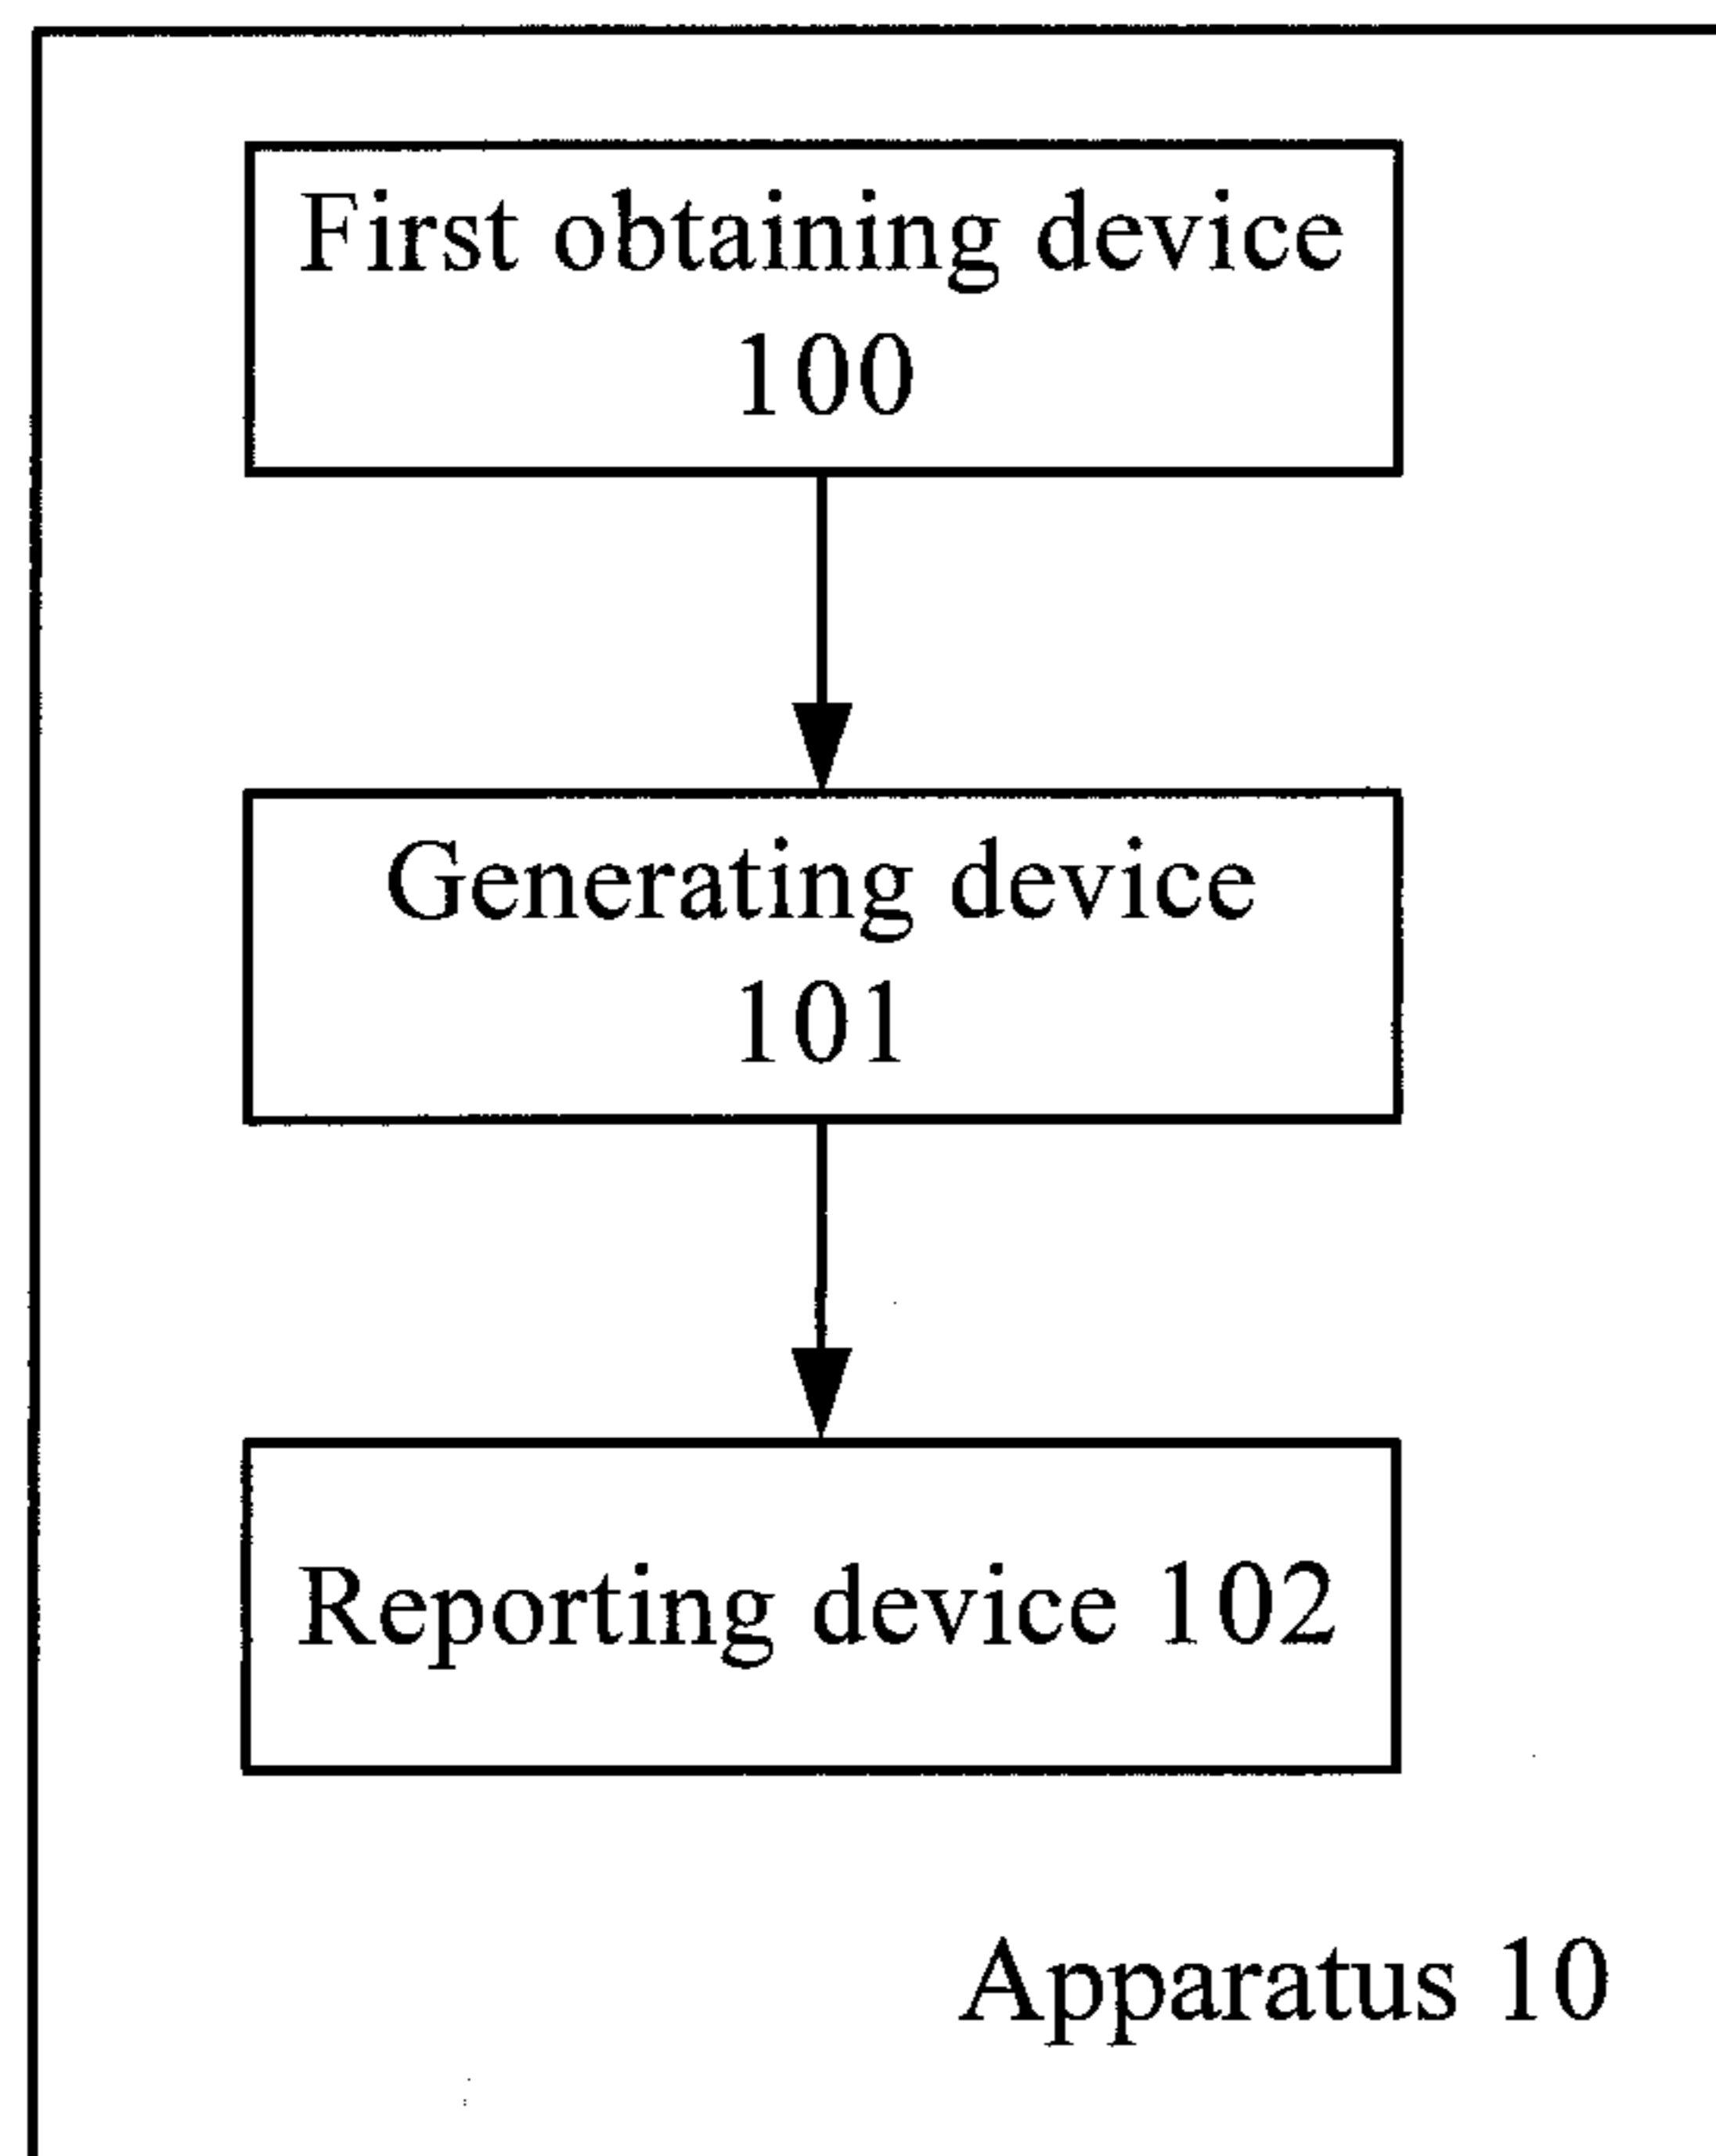 First obtaining device
100
Generating device
101
Reporting device 102
Apparatus 10